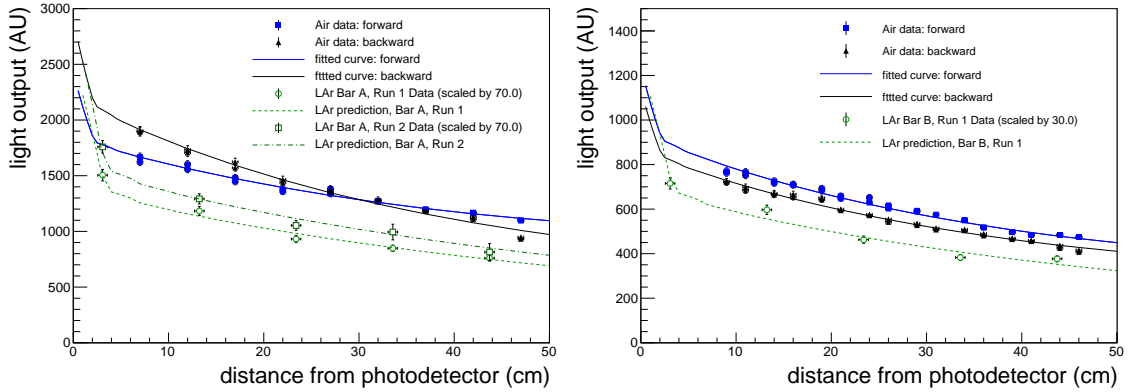 light output (AU)
3000
2500
2000
1500
1000
500
0
0 10 20 30 40 50
distance from photodetector (cm)
Air data: forward
Air data: backward
fitted curve: forward
fttted curve: backward
LAr Bar A, Run 1 Data (scaled by 70.0)
LAr prediction, Bar A, Run 1
LAr Bar A, Run 2 Data (scaled by 70.0)
LAr prediction, Bar A, Run 2
light output (AU)
1400
1200
1000
800
600
400
200
0
0 10 20 30 40 50
distance from photodetector (cm)
Air data: forward
Air data: backward
fitted curve: forward
fttted curve: backward
LAr Bar B, Run 1 Data (scaled by 30.0)
LAr prediction, Bar B, Run 1